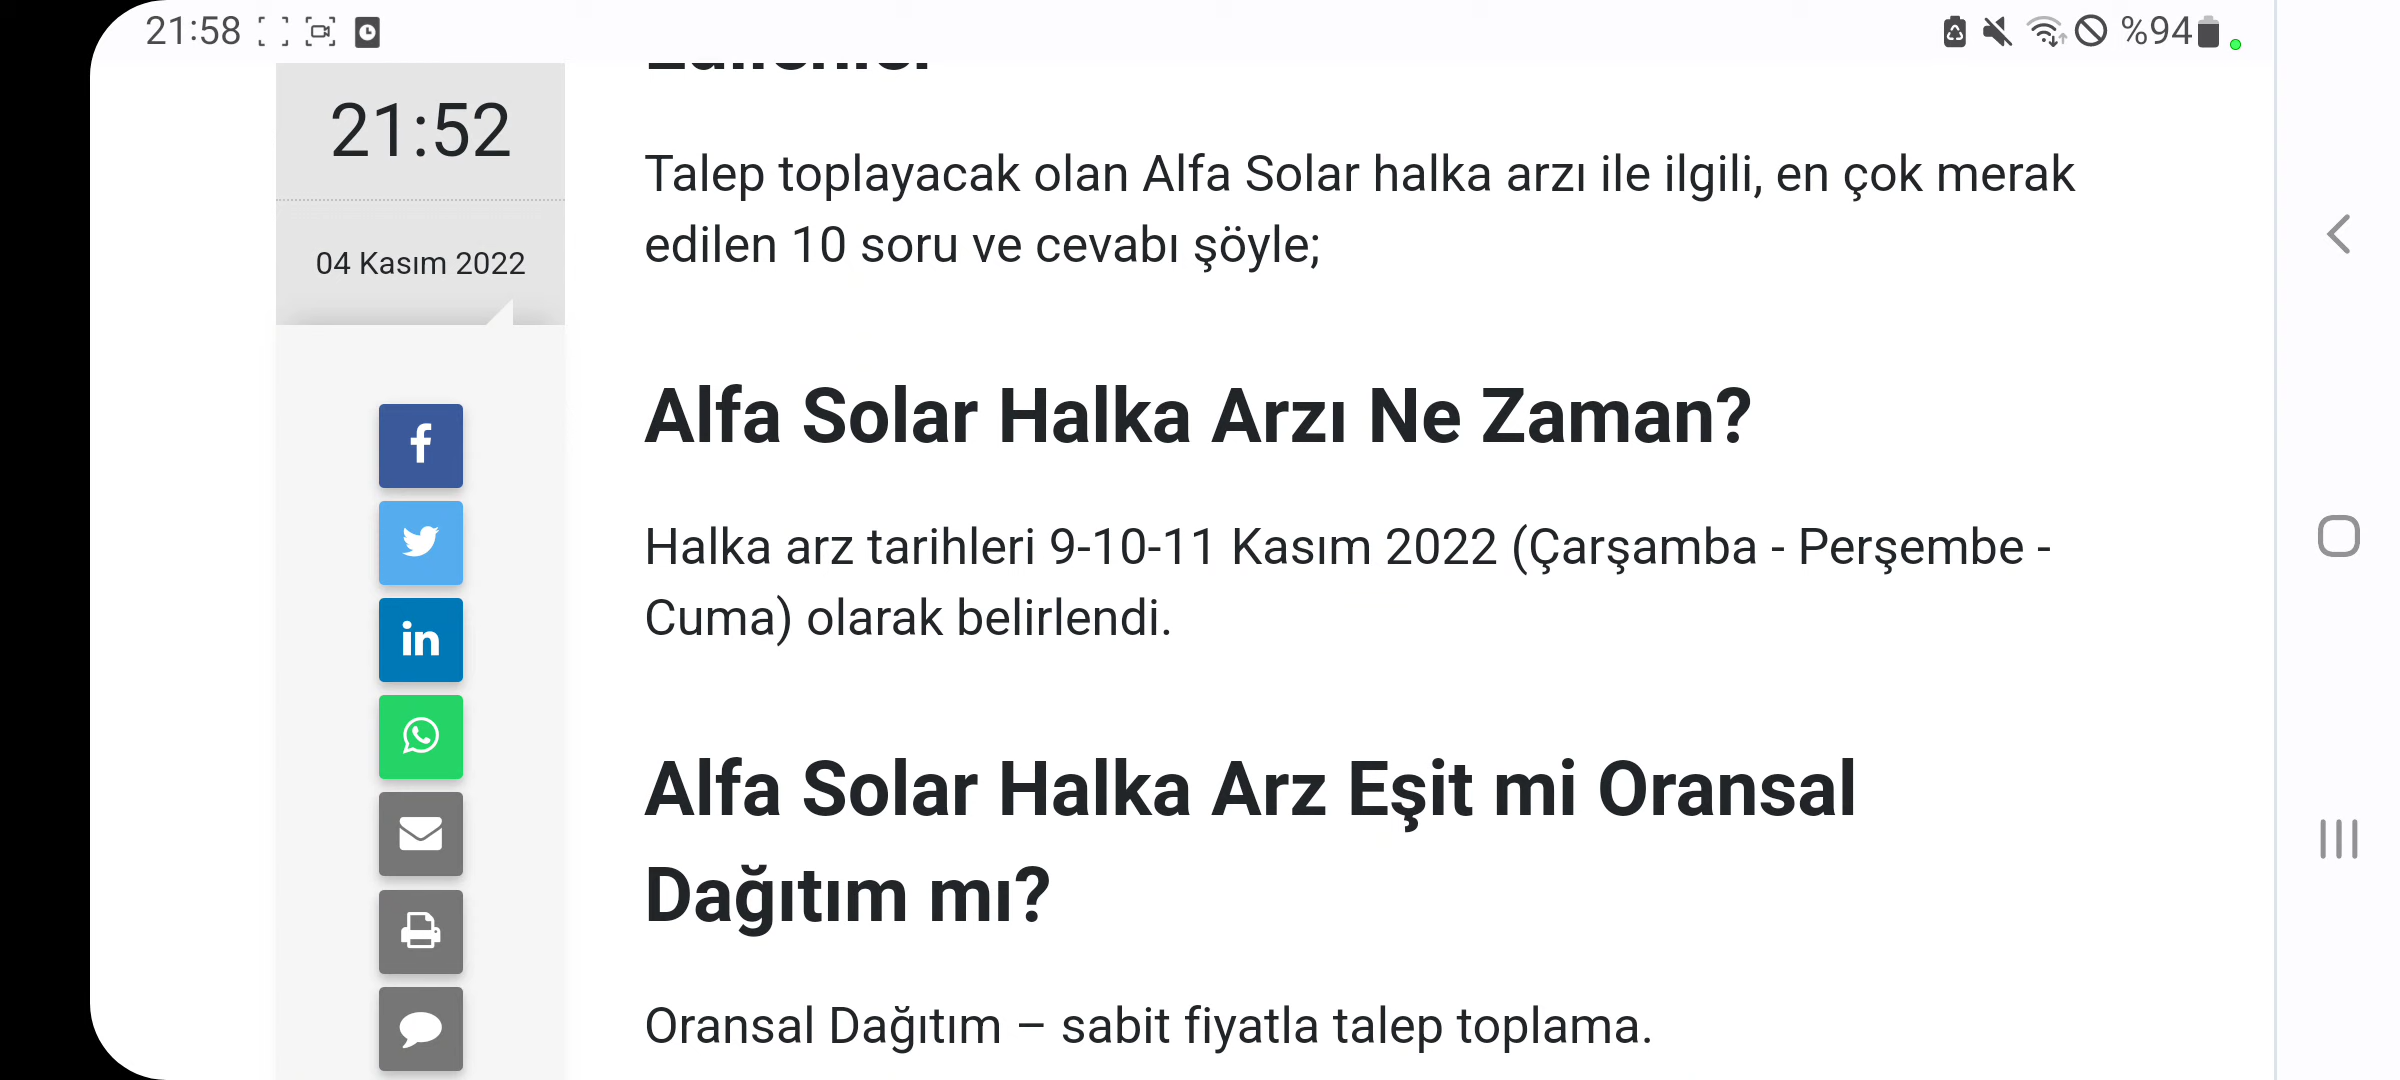 21:58
%94
21:52
04 Kasım 2022
Talep toplayacak olan Alfa Solar halka arzı ile ilgili, en çok merak
edilen 10 soru ve cevabı şöyle;
Alfa Solar Halka Arzı Ne Zaman?
Halka arz tarihleri 9-10-11 Kasım 2022 (Çarşamba - Perşembe -
Cuma) olarak belirlendi.
Alfa Solar Halka Arz Eşit mi Oransal
Dağıtım mı?
Oransal Dağıtım – sabit fiyatla talep toplama.